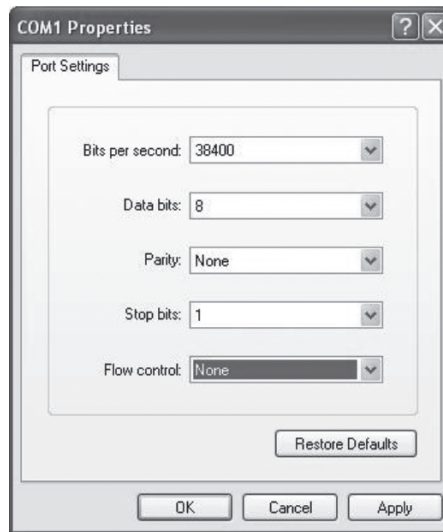 COM1 Properties
Port Settings
Bits per second: 38400
Data bits: 8
Parity: None
Stop bits: 1
Flow control: None
Restore Defaults
OK Cancel Apply